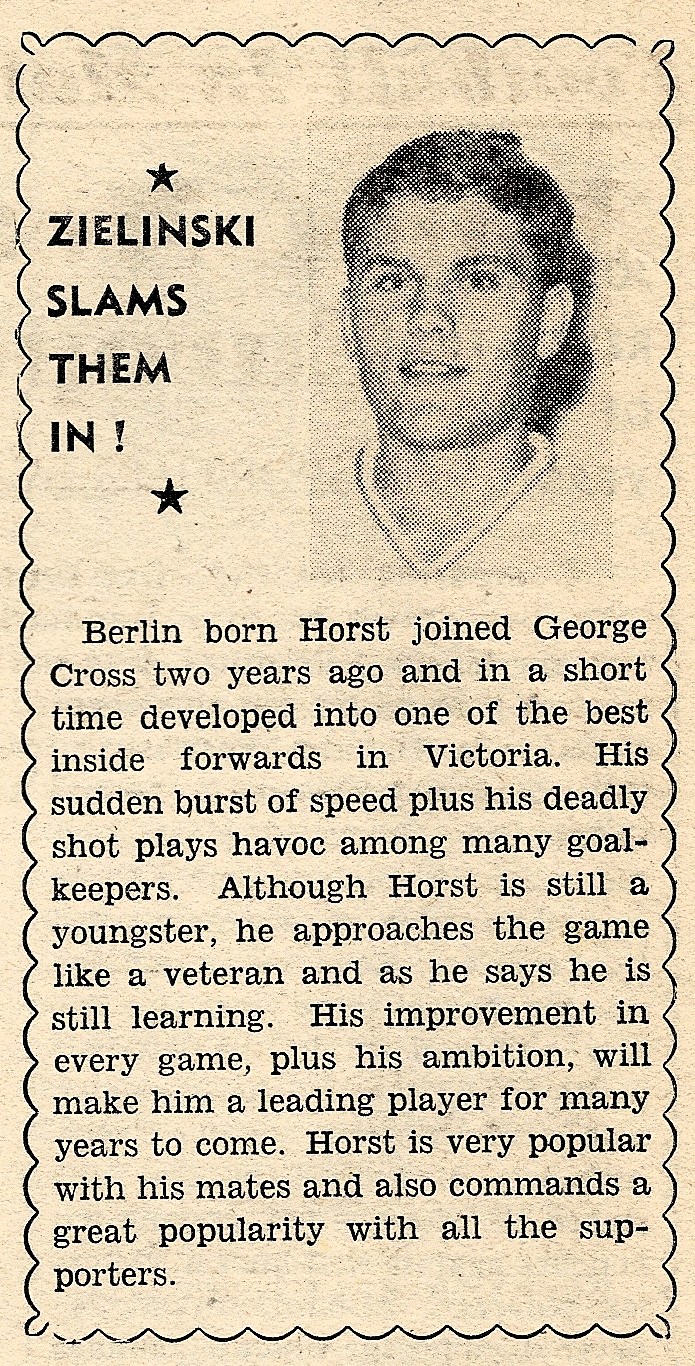 ZIELINSKI
SLAMS
THEM
IN !
Berlin born Horst joined George
Cross two years ago and in a short
time developed into one of the best
inside forwards in Victoria. His
sudden burst of speed plus his deadly
shot plays havoc among many goal-
keepers. Although Horst is still a
youngster, he approaches the game
like a veteran and as he says he is
still learning. His improvement in
every game, plus his ambition, will
make him a leading player for many
years to come. Horst is very popular
with his mates and also commands a
great popularity with all the sup-
porters.